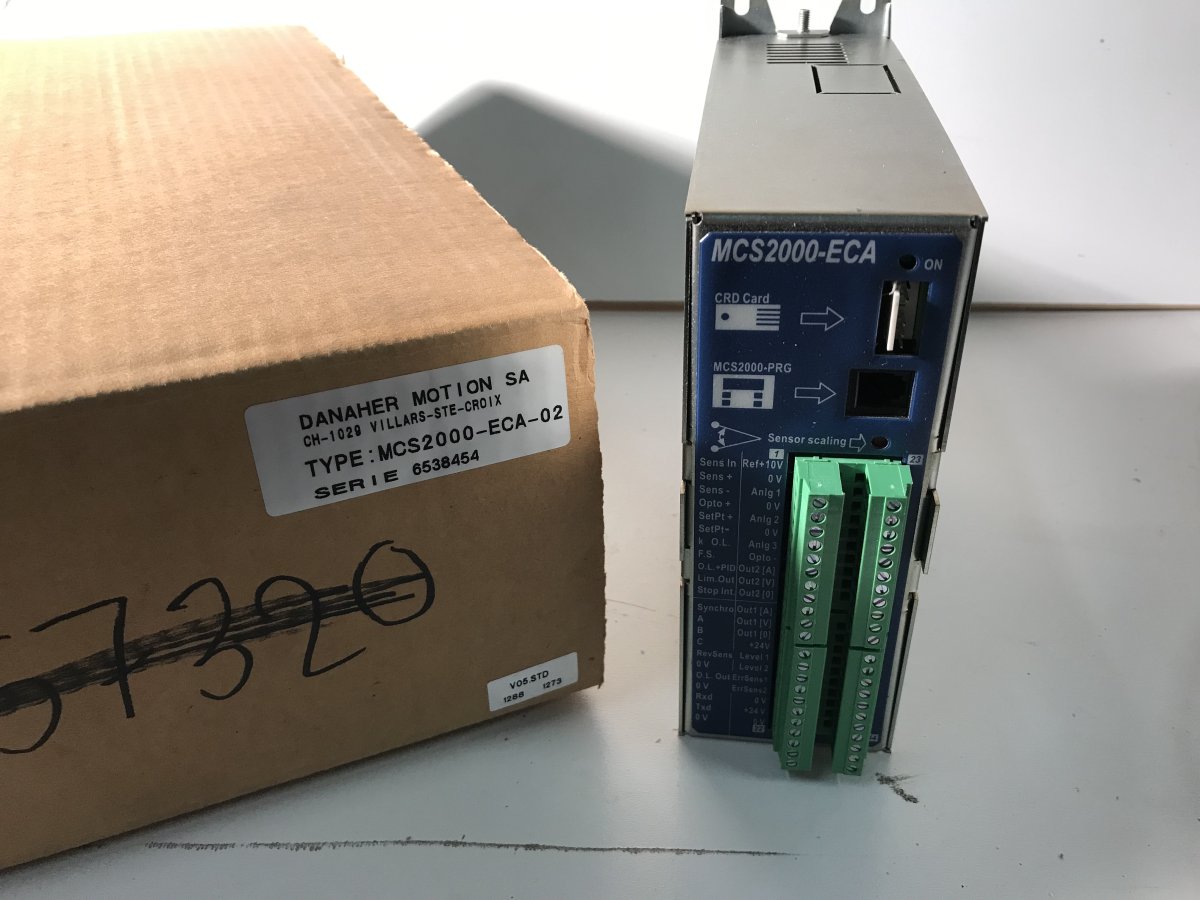 DANAHER MOTION SA
CH-1029 VILLARS-STE-CROIX
TYPE:MCS2000-ECA-02
SERIE 6538454
57320
V05.STD
1288 1273
MCS2000-ECA
ON
CRD Card
MCS2000-PRG
Sensor scaling
1
23
Sens In Ref+10V
Sens + 0 V
Sens - Anlg 1
Opto + 0 V
SetPt + Anlg 2
SetPt- 0 V
k O.L. Anlg 3
F.S. Opto -
O.L.+PID Out2 [A]
Lim.Out Out2 [V]
Stop Int. Out2 [0]
Synchro Out1 [A]
A Out1 [V]
B Out1 [0]
C +24V
RevSens Level 1
0 V Level 2
O.L. Out ErrSens1
0 V ErrSens2
Rxd 0 V
Txd +24 V
0 V 0 V
22